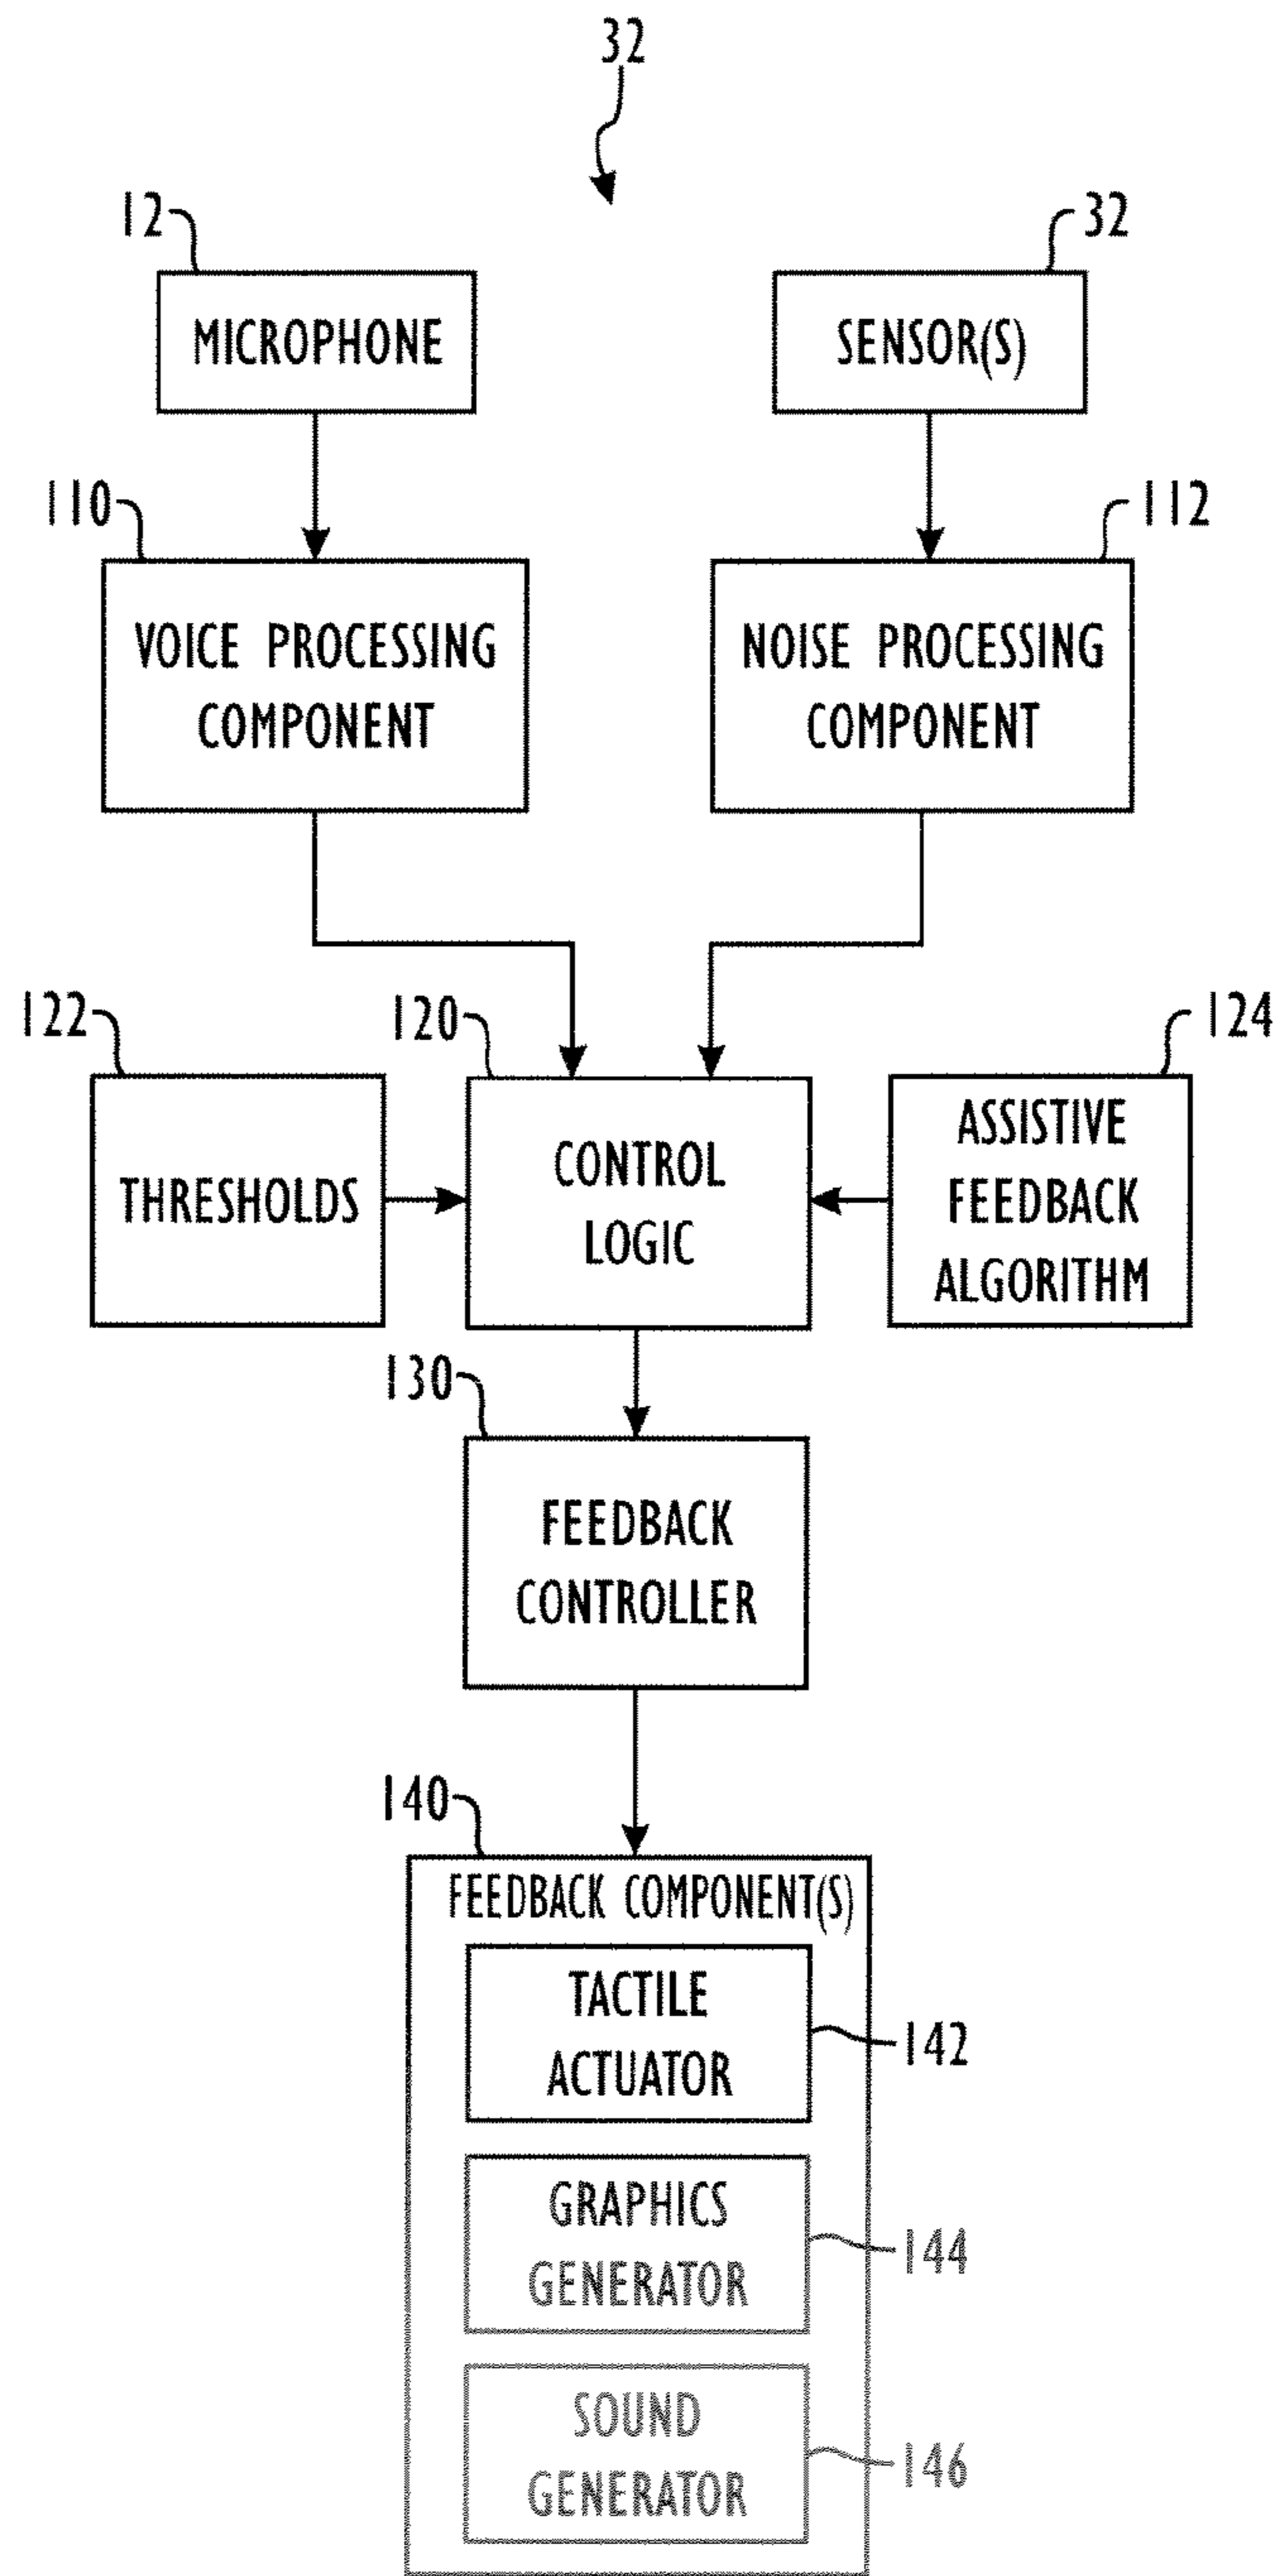 32
12
32
MICROPHONE
SENSOR(S)
110
112
VOICE PROCESSING
COMPONENT
NOISE PROCESSING
COMPONENT
122
120
124
THRESHOLDS
CONTROL
LOGIC
ASSISTIVE
FEEDBACK
ALGORITHM
130
FEEDBACK
CONTROLLER
140
FEEDBACK COMPONENT(S)
TACTILE
ACTUATOR
142
GRAPHICS
GENERATOR
144
SOUND
GENERATOR
146